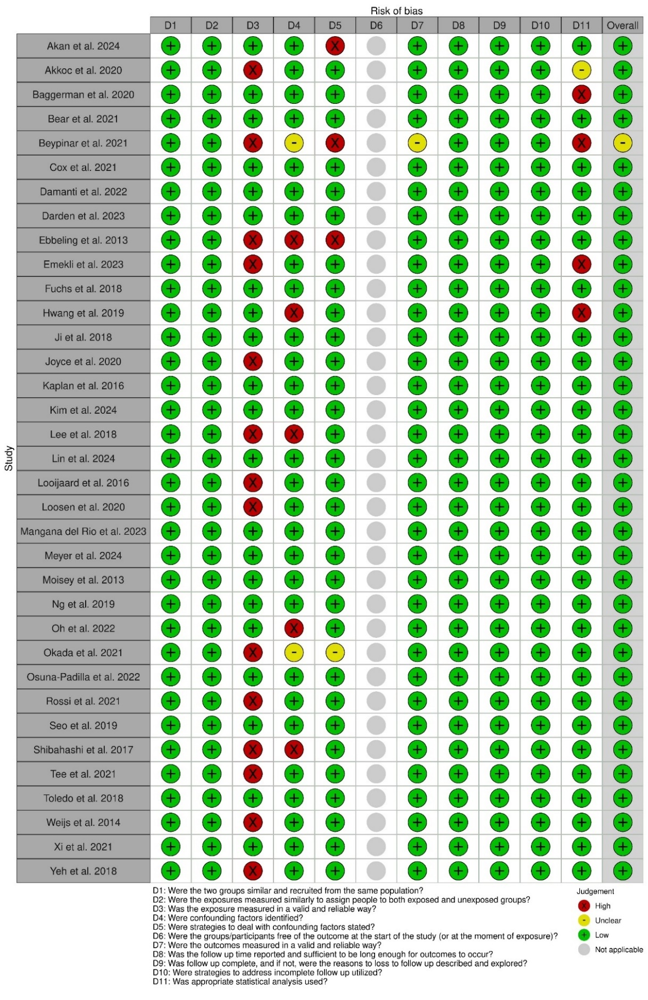 Risk of bias
D1 D2 D3 D4 D5 D6 D7 D8 D9 D10 D11 Overall
Study
Akan et al. 2024 + + + + X + + + + + +
Akkoc et al. 2020 + + X + + + + + + - +
Baggerman et al. 2020 + + + + + + + + + X +
Bear et al. 2021 + + + + + + + + + + +
Beypinar et al. 2021 + + X - X - + + + X -
Cox et al. 2021 + + + + + + + + + + +
Damanti et al. 2022 + + + + + + + + + + +
Darden et al. 2023 + + + + + + + + + + +
Ebbeling et al. 2013 + + X X X + + + + + +
Emekli et al. 2023 + + X + + + + + + X +
Fuchs et al. 2018 + + + + + + + + + + +
Hwang et al. 2019 + + + X + + + + + X +
Ji et al. 2018 + + + + + + + + + + +
Joyce et al. 2020 + + X + + + + + + + +
Kaplan et al. 2016 + + + + + + + + + + +
Kim et al. 2024 + + + + + + + + + + +
Lee et al. 2018 + + X X + + + + + + +
Lin et al. 2024 + + + + + + + + + + +
Looijaard et al. 2016 + + X + + + + + + + +
Loosen et al. 2020 + + X + + + + + + + +
Mangana del Rio et al. 2023 + + + + + + + + + + +
Meyer et al. 2024 + + + + + + + + + + +
Moisey et al. 2013 + + + + + + + + + + +
Ng et al. 2019 + + + + + + + + + + +
Oh et al. 2022 + + + X + + + + + + +
Okada et al. 2021 + + X - - + + + + + +
Osuna-Padilla et al. 2022 + + + + + + + + + + +
Rossi et al. 2021 + + X + + + + + + + +
Seo et al. 2019 + + + + + + + + + + +
Shibahashi et al. 2017 + + X X + + + + + + +
Tee et al. 2021 + + X + + + + + + + +
Toledo et al. 2018 + + + + + + + + + + +
Weijs et al. 2014 + + X + + + + + + + +
Xi et al. 2021 + + + + + + + + + + +
Yeh et al. 2018 + + X + + + + + + + +
D1: Were the two groups similar and recruited from the same population?
D2: Were the exposures measured similarly to assign people to both exposed and unexposed groups?
D3: Was the exposure measured in a valid and reliable way?
D4: Were confounding factors identified?
D5: Were strategies to deal with confounding factors stated?
D6: Were the groups/participants free of the outcome at the start of the study (or at the moment of exposure)?
D7: Were the outcomes measured in a valid and reliable way?
D8: Was the follow up time reported and sufficient to be long enough for outcomes to occur?
D9: Was follow up complete, and if not, were the reasons to loss to follow up described and explored?
D10: Were strategies to address incomplete follow up utilized?
D11: Was appropriate statistical analysis used?
Judgement
X High
- Unclear
+ Low
Not applicable